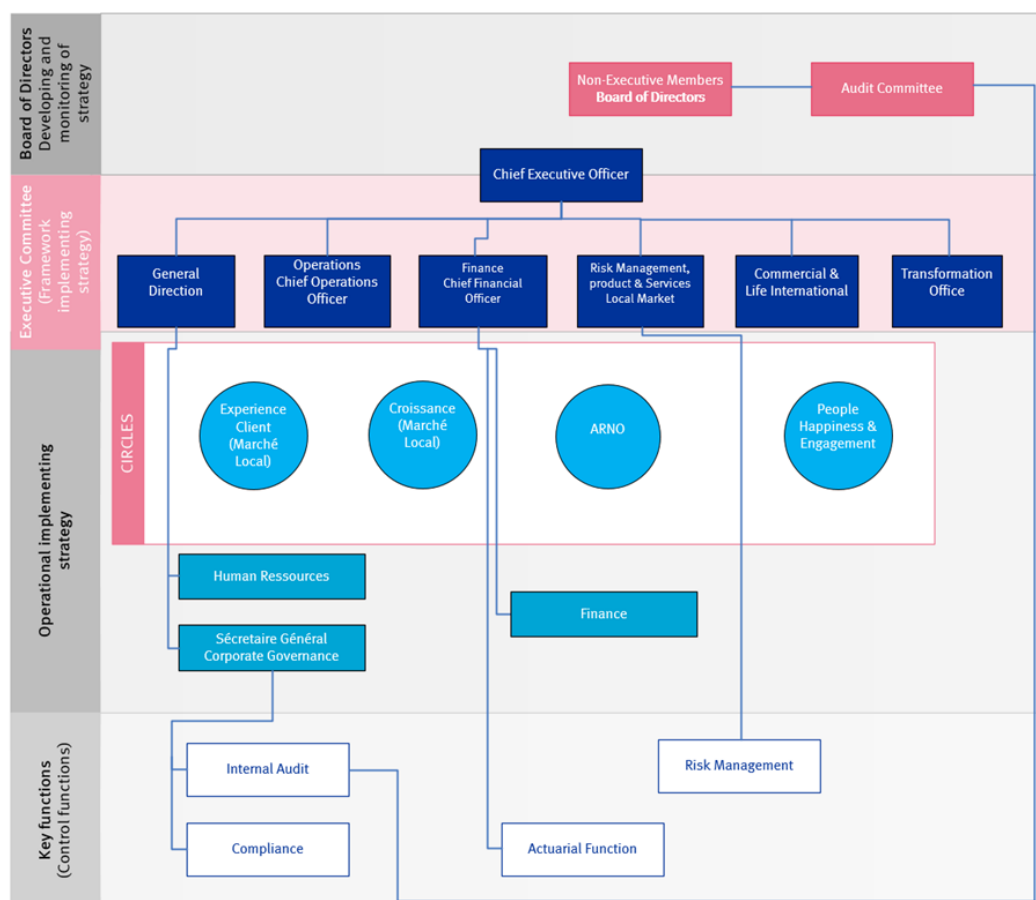 Board of Directors
Developing and
monitoring of
strategy
Non-Executive Members
Board of Directors
Audit Committee
Chief Executive Officer
Executive Committee
(Framework
implementing
strategy)
General
Direction
Operations
Chief Operations
Officer
Finance
Chief Financial
Officer
Risk Management,
product & Services
Local Market
Commercial &
Life International
Transformation
Office
Operational implementing
strategy
CIRCLES
Experience
Client
(Marché
Local)
Croissance
(Marché
Local)
ARNO
People
Happiness &
Engagement
Human Ressources
Finance
Sécretaire Général
Corporate Governance
Key functions
(Control functions)
Internal Audit
Risk Management
Compliance
Actuarial Function